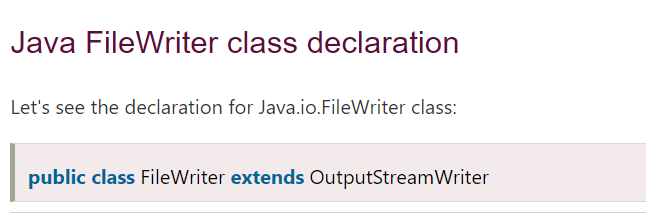 Java FileWriter class declaration
Let's see the declaration for Java.io.FileWriter class:
public class FileWriter extends OutputStreamWriter